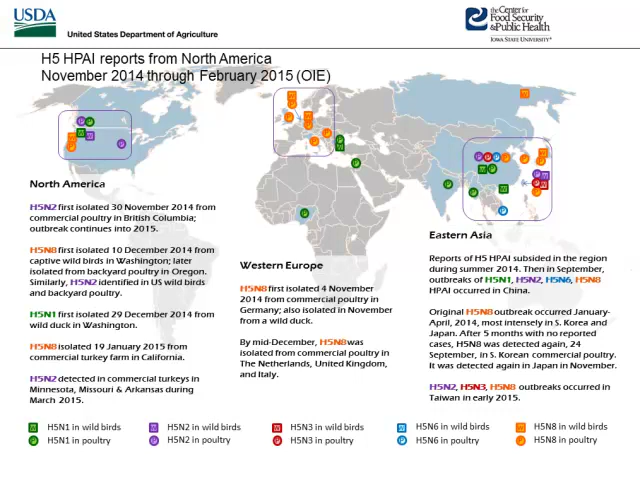 USDA
United States Department of Agriculture
the Center for
Food Security
& Public Health
IOWA STATE UNIVERSITY®
H5 HPAI reports from North America
November 2014 through February 2015 (OIE)
North America
H5N2 first isolated 30 November 2014 from
commercial poultry in British Columbia;
outbreak continues into 2015.
H5N8 first isolated 10 December 2014 from
captive wild birds in Washington; later
isolated from backyard poultry in Oregon.
Similarly, H5N2 identified in US wild birds
and backyard poultry.
H5N1 first isolated 29 December 2014 from
wild duck in Washington.
H5N8 isolated 19 January 2015 from
commercial turkey farm in California.
H5N2 detected in commercial turkeys in
Minnesota, Missouri & Arkansas during
March 2015.
Western Europe
H5N8 first isolated 4 November
2014 from commercial poultry in
Germany; also isolated in November
from a wild duck.
By mid-December, H5N8 was
isolated from commercial poultry in
The Netherlands, United Kingdom,
and Italy.
Eastern Asia
Reports of H5 HPAI subsided in the region
during summer 2014. Then in September,
outbreaks of H5N1, H5N2, H5N6, H5N8
HPAI occurred in China.
Original H5N8 outbreak occurred January-
April, 2014, most intensely in S. Korea and
Japan. After 5 months with no reported
cases, H5N8 was detected again, 24
September, in S. Korean commercial poultry.
It was detected again in Japan in November.
H5N2, H5N3, H5N8 outbreaks occurred in
Taiwan in early 2015.
H5N1 in wild birds
H5N2 in wild birds
H5N3 in wild birds
H5N6 in wild birds
H5N8 in wild birds
H5N1 in poultry
H5N2 in poultry
H5N3 in poultry
H5N6 in poultry
H5N8 in poultry